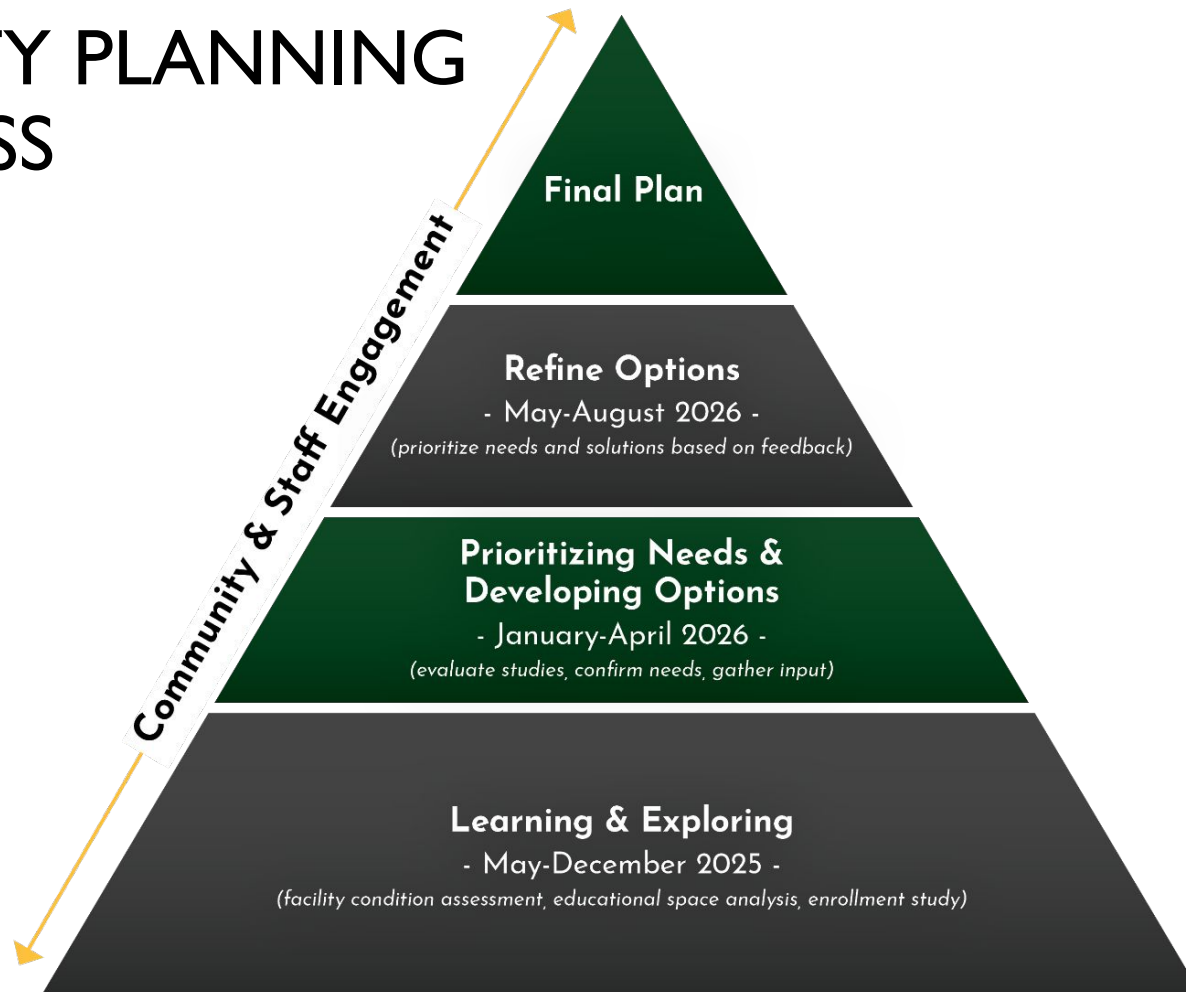 TY PLANNING
SS
Community & Staff Engagement
Final Plan
Refine Options
- May-August 2026 -
(prioritize needs and solutions based on feedback)
Prioritizing Needs &
Developing Options
- January-April 2026 -
(evaluate studies, confirm needs, gather input)
Learning & Exploring
- May-December 2025 -
(facility condition assessment, educational space analysis, enrollment study)